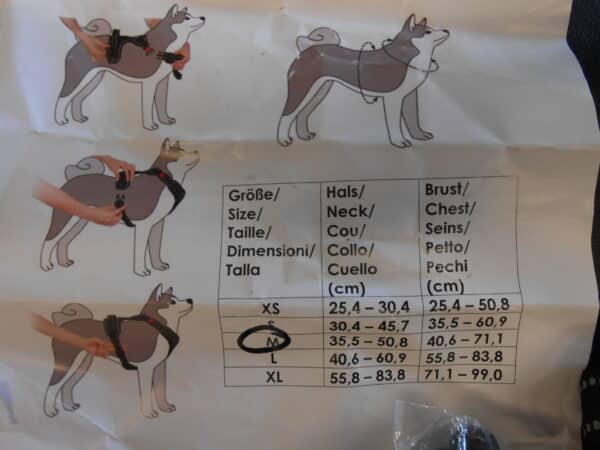 Größe/ Hals/ Brust/
Size/ Neck/ Chest/
Taille/ Cou/ Seins/
Dimensioni/ Collo/ Petto/
Talla Cuello Pechi
(cm) (cm)
XS 25,4 – 30,4 25,4 – 50,8
S 30,4 – 45,7 35,5 – 60,9
M 35,5 – 50,8 40,6 – 71,1
L 40,6 – 60,9 55,8 – 83,8
XL 55,8 – 83,8 71,1 – 99,0